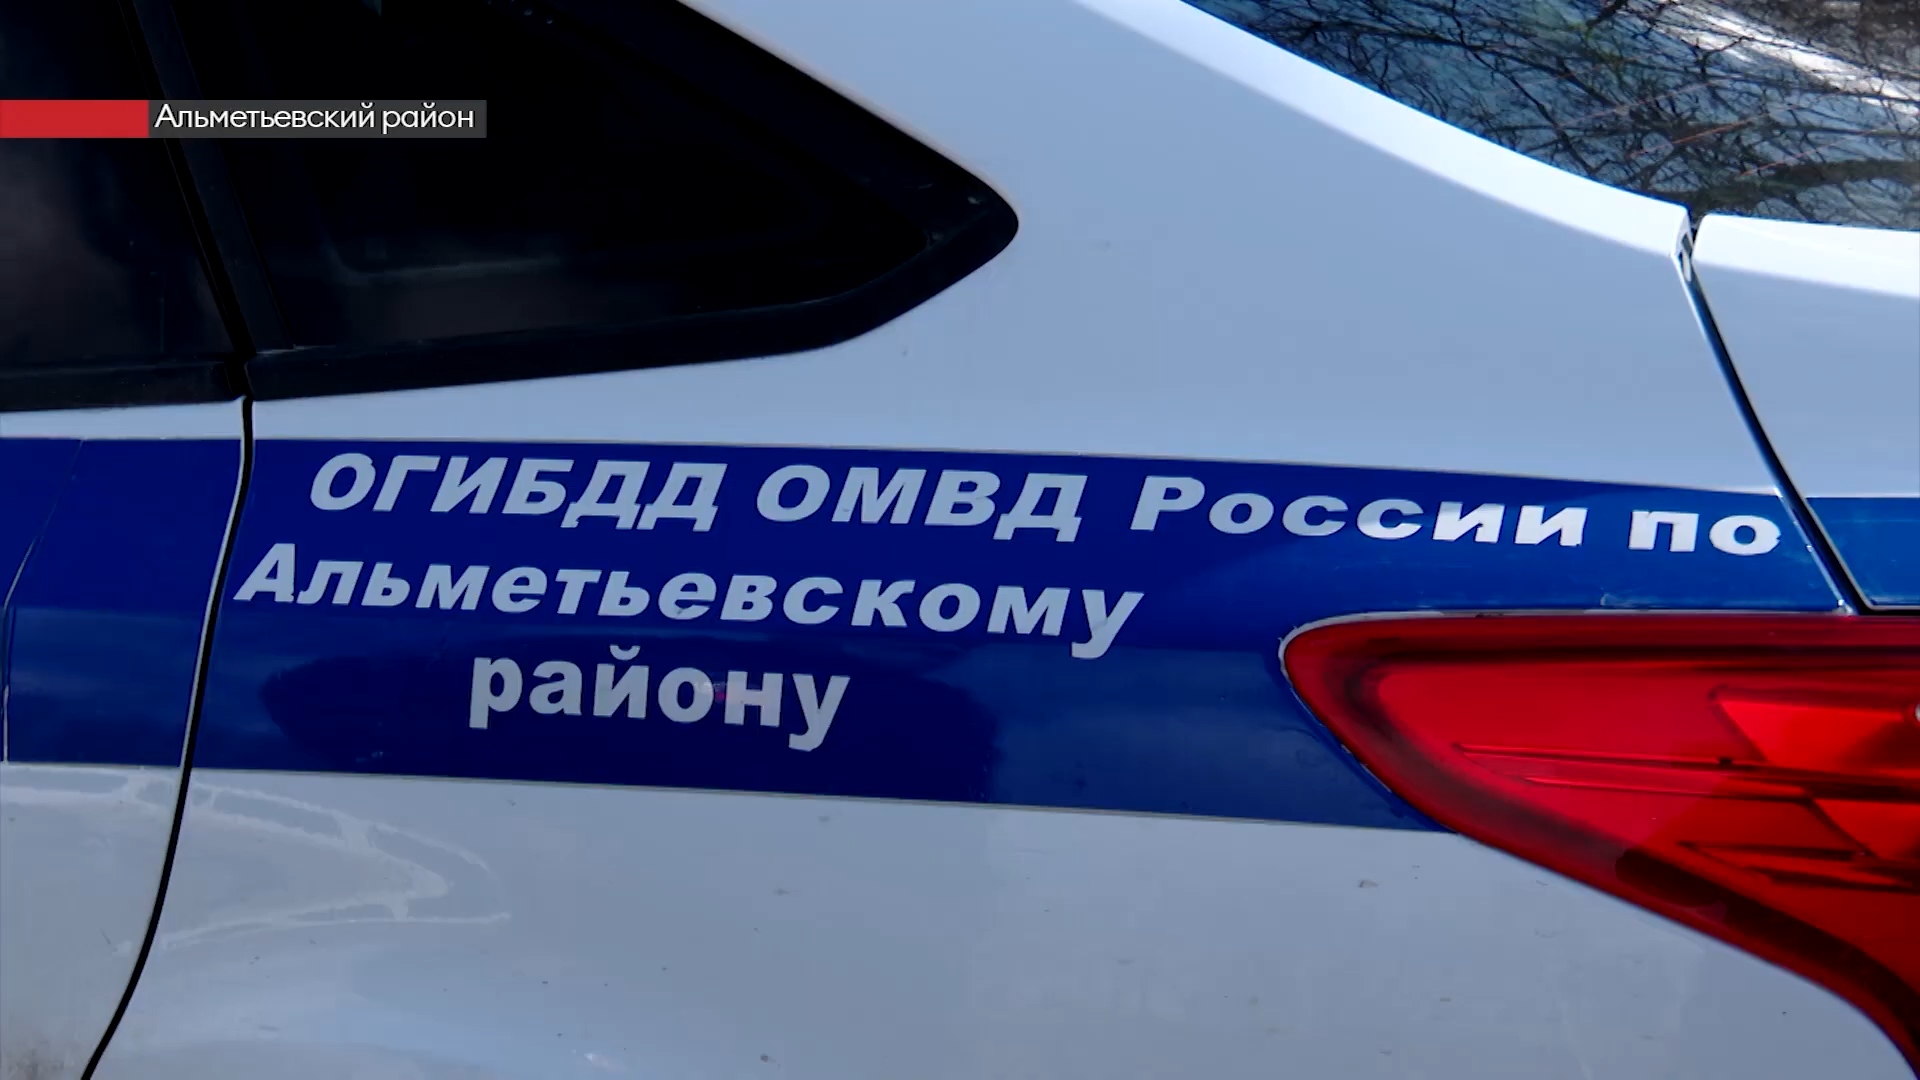 Альметьевский район
ОГИБДД ОМВД России по
Альметьевскому
району